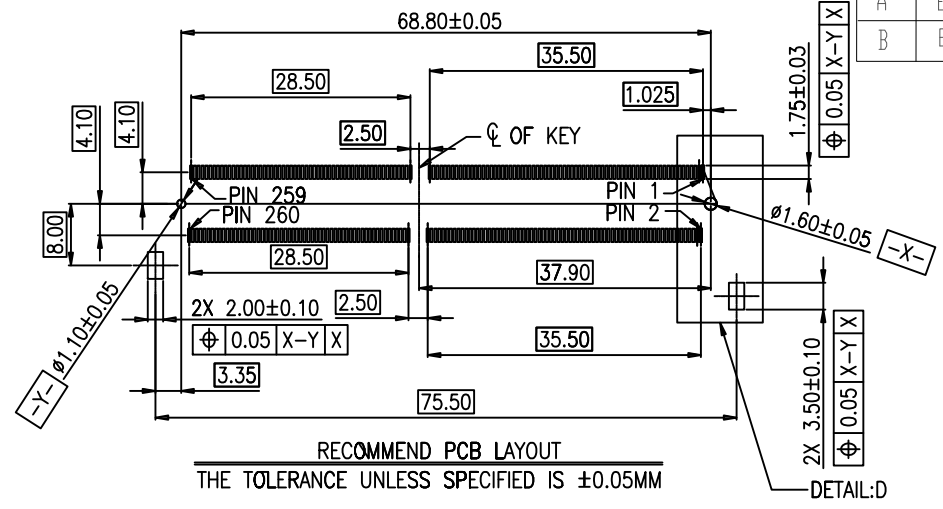 68.80±0.05
A E
B E
35.50
28.50
1.025
4.10
4.10
2.50
℄ OF KEY
1.75±0.03
⌖ 0.05 X-Y X
PIN 259
PIN 1
PIN 260
PIN 2
ø1.60±0.05 -X-
8.00
28.50
37.90
2X 2.00±0.10
⌖ 0.05 X-Y X
2.50
35.50
-Y- ø1.10±0.05
3.35
75.50
2X 3.50±0.10
⌖ 0.05 X-Y X
RECOMMEND PCB LAYOUT
THE TOLERANCE UNLESS SPECIFIED IS ±0.05MM
DETAIL:D